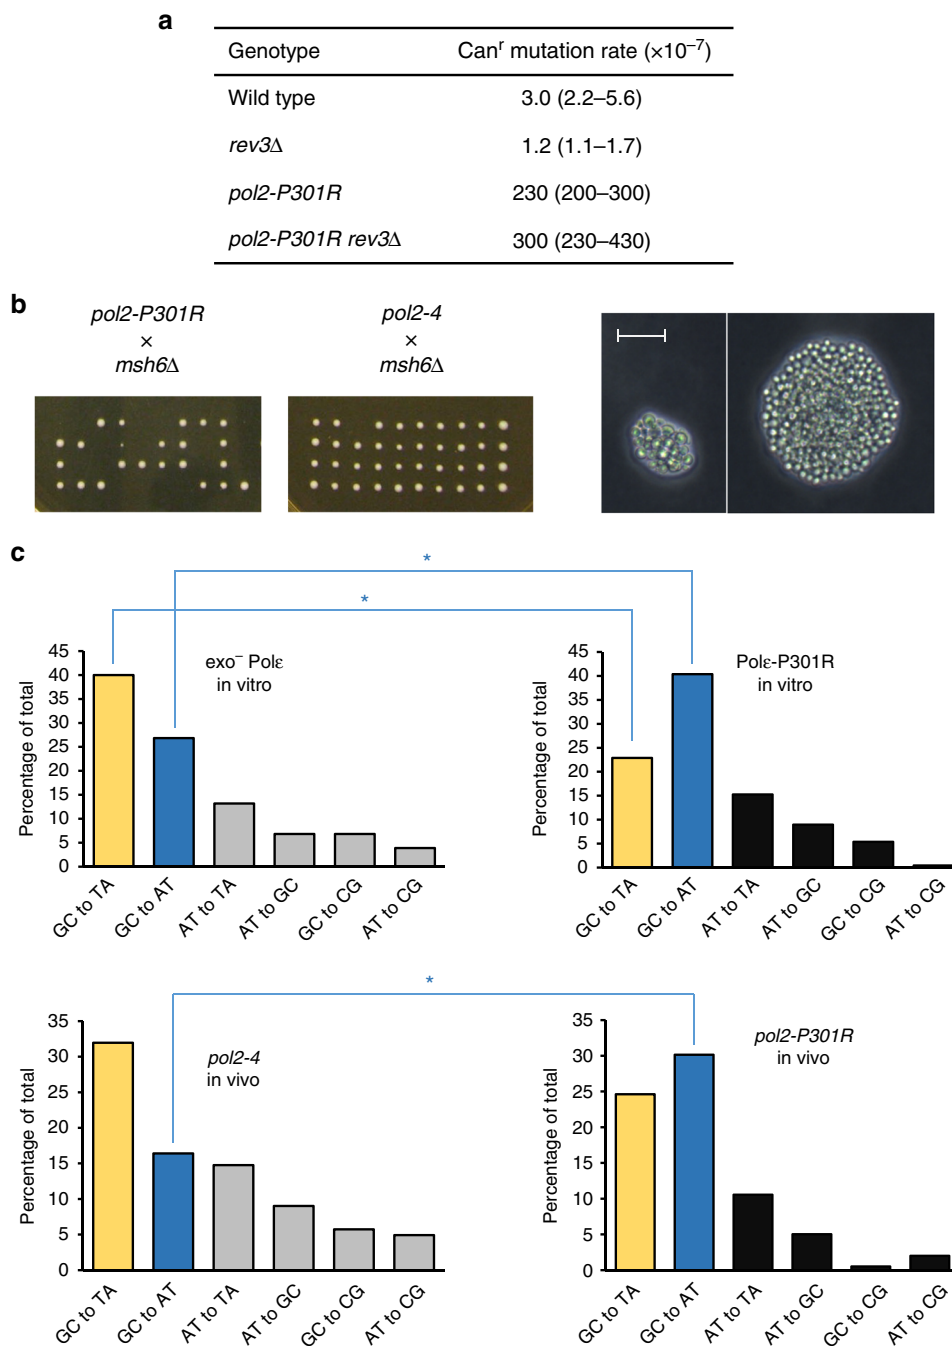 a
Genotype Canʳ mutation rate (×10⁻⁷)
Wild type 3.0 (2.2–5.6)
rev3Δ 1.2 (1.1–1.7)
pol2-P301R 230 (200–300)
pol2-P301R rev3Δ 300 (230–430)
b
pol2-P301R
×
msh6Δ
pol2-4
×
msh6Δ
c
*
*
exo⁻ Polε
in vitro
Percentage of total
45
40
35
30
25
20
15
10
5
0
GC to TA
GC to AT
AT to TA
AT to GC
GC to CG
AT to CG
Polε-P301R
in vitro
Percentage of total
45
40
35
30
25
20
15
10
5
0
GC to TA
GC to AT
AT to TA
AT to GC
GC to CG
AT to CG
*
pol2-4
in vivo
Percentage of total
35
30
25
20
15
10
5
0
GC to TA
GC to AT
AT to TA
AT to GC
GC to CG
AT to CG
pol2-P301R
in vivo
Percentage of total
35
30
25
20
15
10
5
0
GC to TA
GC to AT
AT to TA
AT to GC
GC to CG
AT to CG